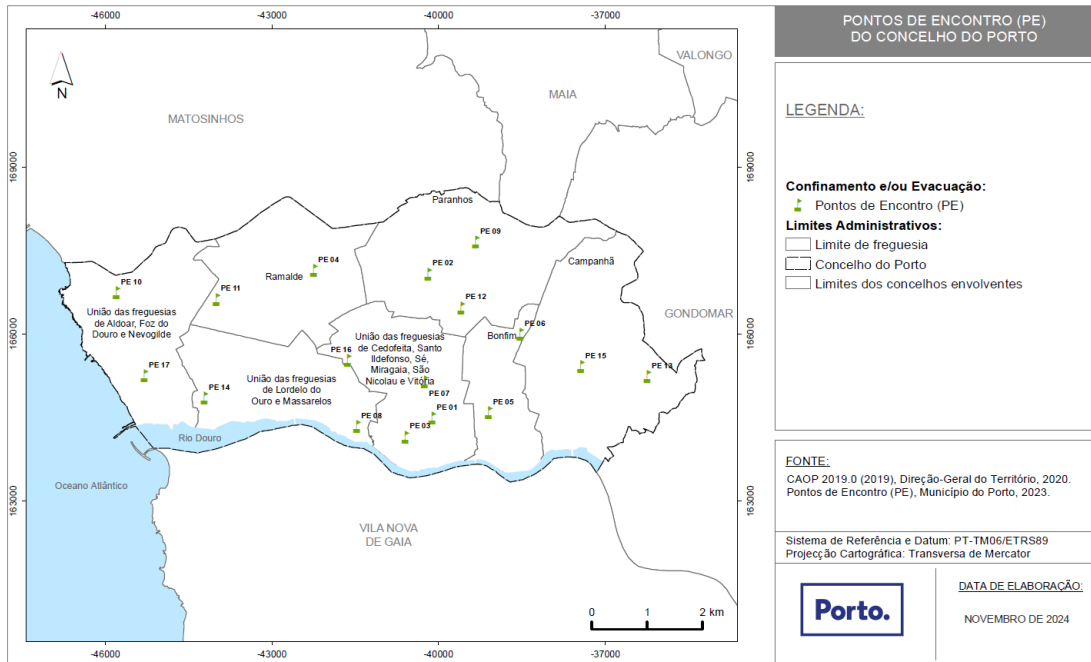 -46000
-43000
-40000
-37000
169000
166000
163000
169000
166000
163000
N
MATOSINHOS
MAIA
VALONGO
GONDOMAR
VILA NOVA
DE GAIA
Oceano Atlântico
Rio Douro
Paranhos
PE 09
PE 02
PE 04
Ramalde
Campanhã
PE 10
PE 11
PE 12
União das freguesias
de Aldoar, Foz do
Douro e Nevogilde
PE 06
Bonfim
União das freguesias
de Cedofeita, Santo
Ildefonso, Sé,
Miragaia, São
Nicolau e Vitória
PE 16
PE 15
PE 13
PE 17
PE 14
União das freguesias
de Lordelo do
Ouro e Massarelos
PE 07
PE 01
PE 05
PE 08
PE 03
0 1 2 km
PONTOS DE ENCONTRO (PE)
DO CONCELHO DO PORTO
LEGENDA:
Confinamento e/ou Evacuação:
Pontos de Encontro (PE)
Limites Administrativos:
Limite de freguesia
Concelho do Porto
Limites dos concelhos envolventes
FONTE:
CAOP 2019.0 (2019), Direção-Geral do Território, 2020.
Pontos de Encontro (PE), Município do Porto, 2023.
Sistema de Referência e Datum: PT-TM06/ETRS89
Projecção Cartográfica: Transversa de Mercator
Porto.
DATA DE ELABORAÇÃO:
NOVEMBRO DE 2024